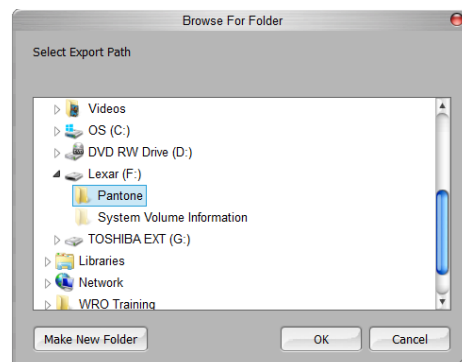 Browse For Folder
Select Export Path
Videos
OS (C:)
DVD RW Drive (D:)
Lexar (F:)
Pantone
System Volume Information
TOSHIBA EXT (G:)
Libraries
Network
WRO Training
Make New Folder
OK
Cancel